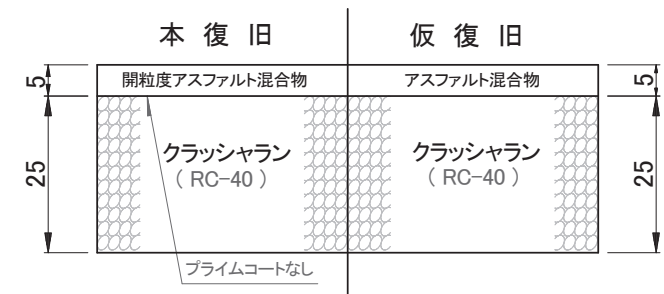 本復旧 仮復旧
5 開粒度アスファルト混合物 アスファルト混合物 5
25 クラッシャラン クラッシャラン 25
( RC-40 ) ( RC-40 )
プライムコートなし